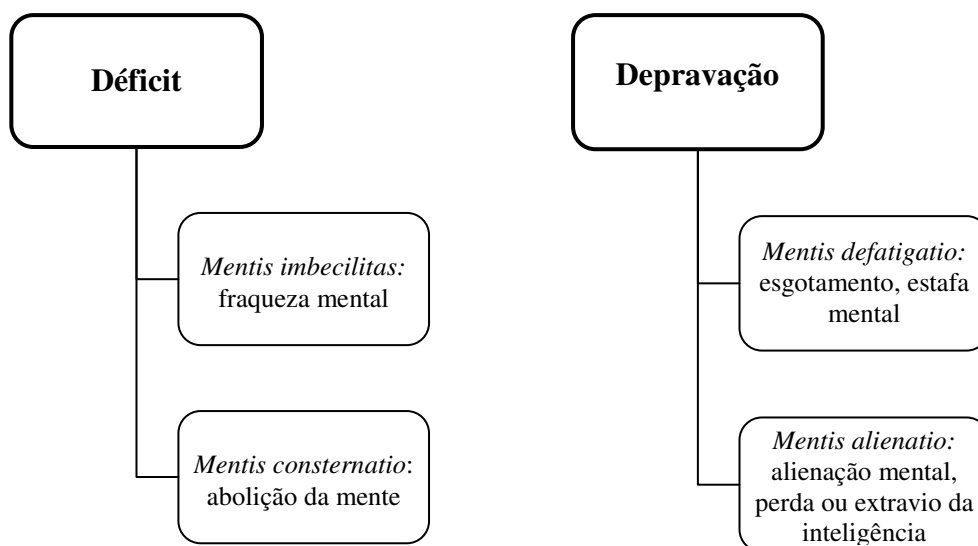 Déficit
Mentis imbecilitas:
fraqueza mental
Mentis consternatio:
abolição da mente
Depravação
Mentis defatigatio:
esgotamento, estafa
mental
Mentis alienatio:
alienação mental,
perda ou extravio da
inteligência